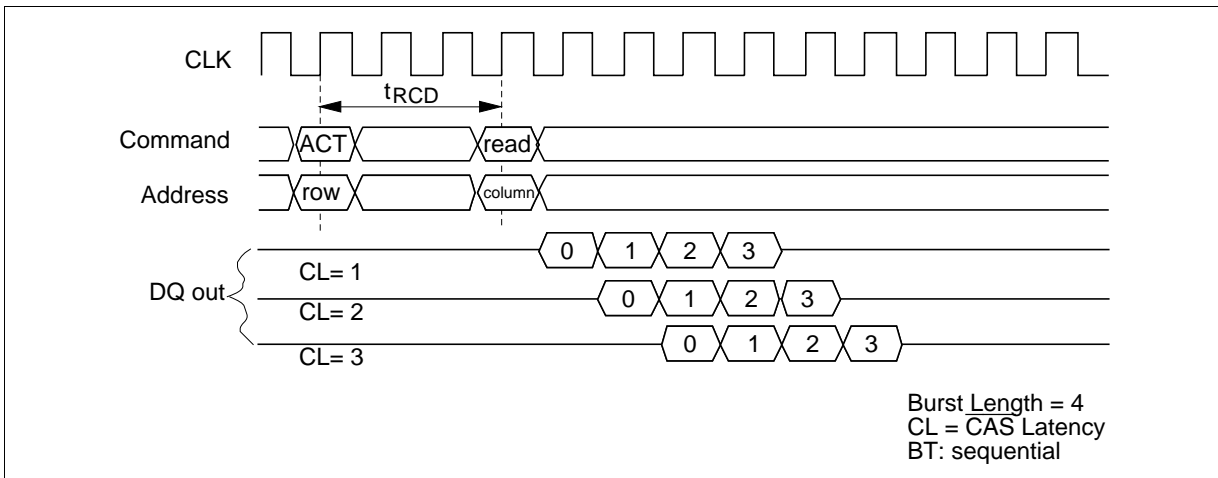 CLK
tRCD
Command ACT read
Address row column
0 1 2 3
CL= 1
DQ out
0 1 2 3
CL= 2
0 1 2 3
CL= 3
Burst Length = 4
CL = CAS Latency
BT: sequential